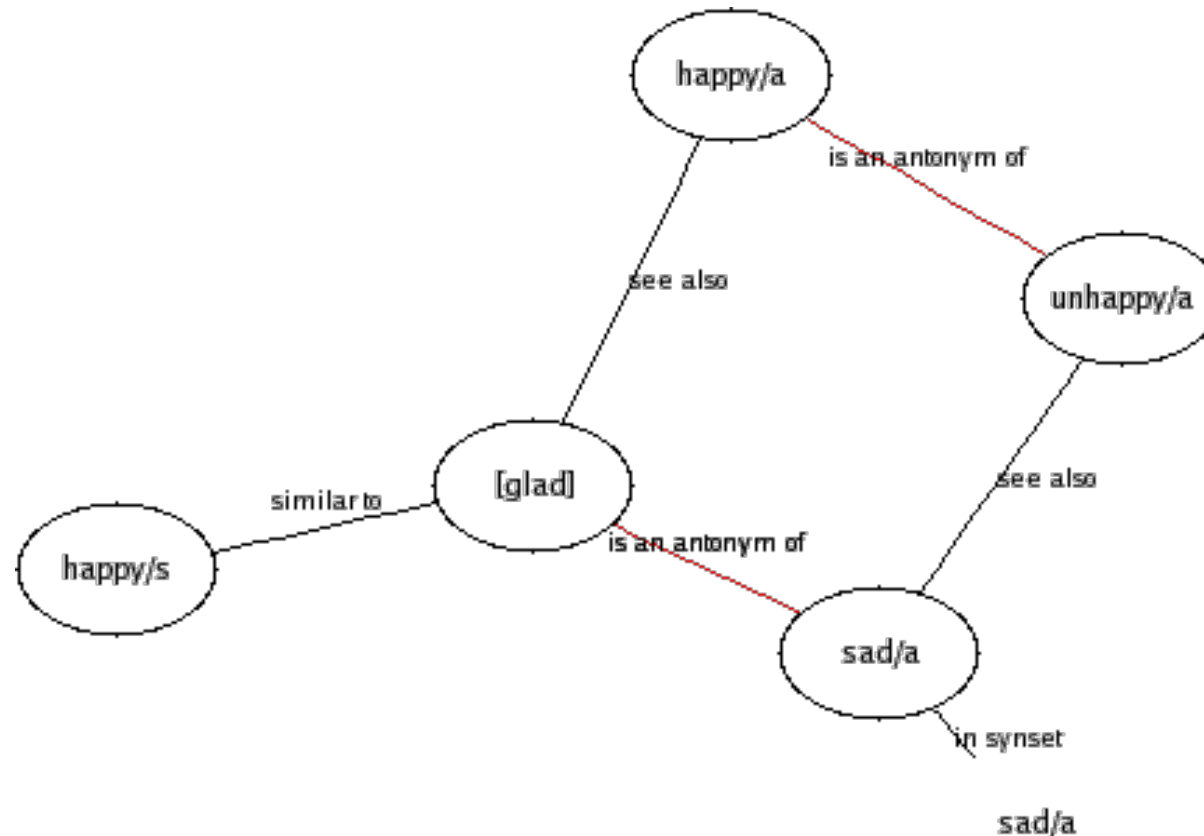 happy/a
is an antonym of
see also
unhappy/a
[glad]
see also
similar to
is an antonym of
happy/s
sad/a
in synset
sad/a